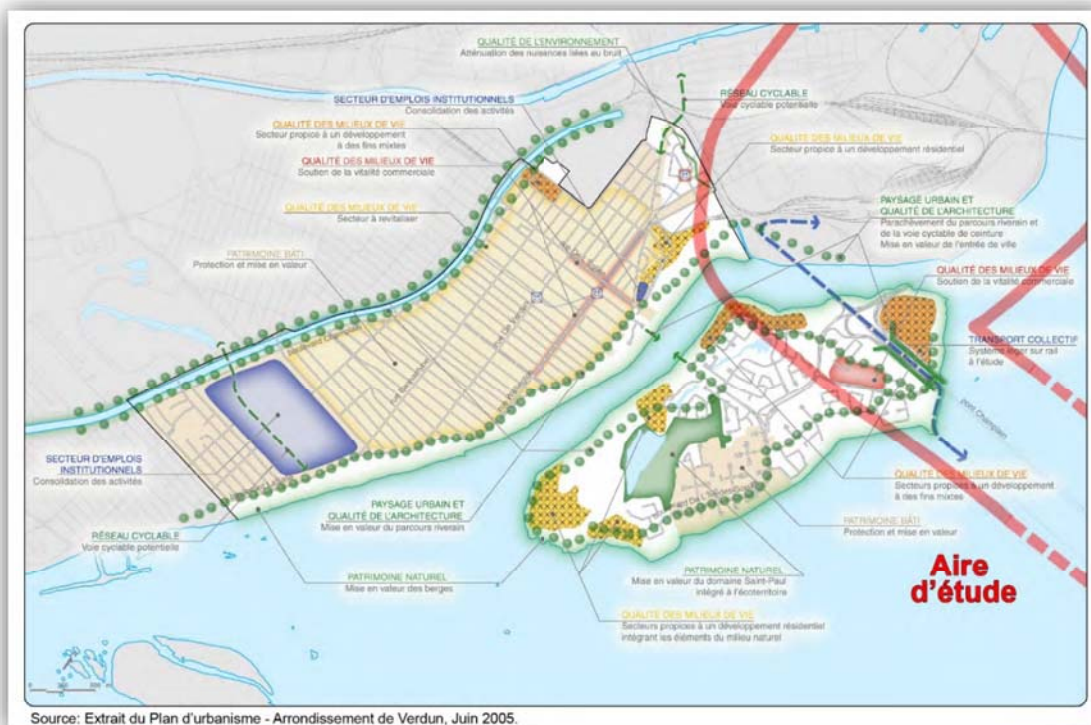 QUALITÉ DE L'ENVIRONNEMENT
Atténuation des nuisances liées au bruit
SECTEUR D'EMPLOIS INSTITUTIONNELS
Consolidation des activités
QUALITÉ DES MILIEUX DE VIE
Secteur propice à un développement
à des fins mixtes
QUALITÉ DES MILIEUX DE VIE
Soutien de la vitalité commerciale
QUALITÉ DES MILIEUX DE VIE
Secteur à revitaliser
PATRIMOINE BÂTI
Protection et mise en valeur
RÉSEAU CYCLABLE
Voie cyclable potentielle
QUALITÉ DES MILIEUX DE VIE
Secteur propice à un développement résidentiel
PAYSAGE URBAIN ET
QUALITÉ DE L'ARCHITECTURE
Parachèvement du parcours riverain et
de la voie cyclable de ceinture
Mise en valeur de l'entrée de ville
QUALITÉ DES MILIEUX DE VIE
Soutien de la vitalité commerciale
TRANSPORT COLLECTIF
Système léger sur rail
à l'étude
pont Champlain
SECTEUR D'EMPLOIS
INSTITUTIONNELS
Consolidation des activités
RÉSEAU CYCLABLE
Voie cyclable potentielle
PAYSAGE URBAIN ET
QUALITÉ DE L'ARCHITECTURE
Mise en valeur du parcours riverain
PATRIMOINE NATUREL
Mise en valeur des berges
QUALITÉ DES MILIEUX DE VIE
Secteurs propices à un développement
à des fins mixtes
PATRIMOINE BÂTI
Protection et mise en valeur
PATRIMOINE NATUREL
Mise en valeur du domaine Saint-Paul
intégré à l'écoterritoire
QUALITÉ DES MILIEUX DE VIE
Secteurs propices à un développement résidentiel
intégrant les éléments du milieu naturel
Aire
d'étude
Source: Extrait du Plan d'urbanisme - Arrondissement de Verdun, Juin 2005.